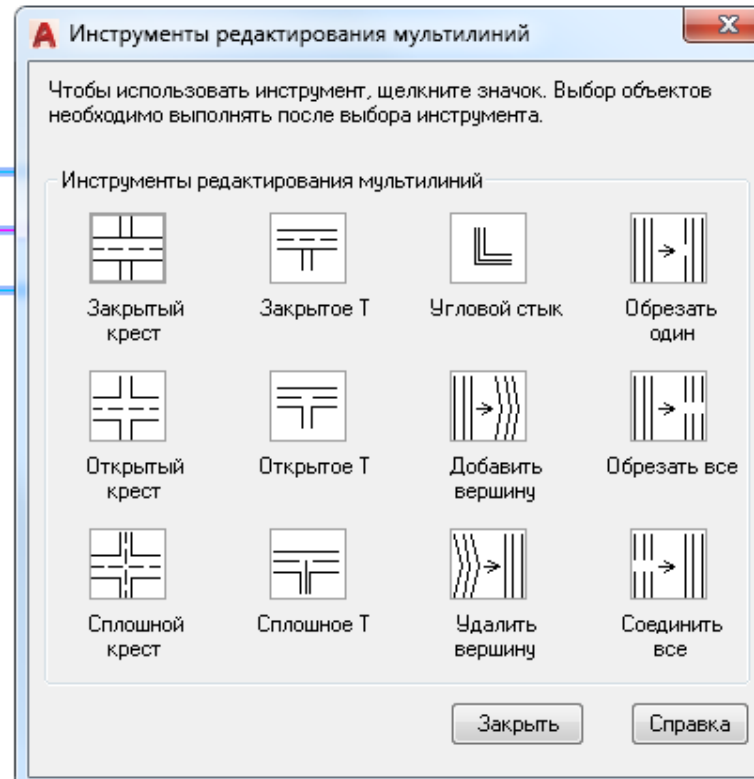 Инструменты редактирования мультилиний
Чтобы использовать инструмент, щелкните значок. Выбор объектов
необходимо выполнять после выбора инструмента.
Инструменты редактирования мультилиний
Закрытый
крест
Закрытое Т
Угловой стык
Обрезать
один
Открытый
крест
Открытое Т
Добавить
вершину
Обрезать все
Сплошной
крест
Сплошное Т
Удалить
вершину
Соединить
все
Закрыть
Справка